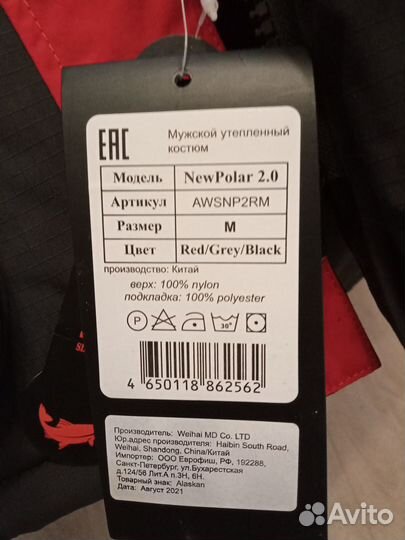 EAC
Мужской утепленный
костюм
Модель NewPolar 2.0
Артикул AWSNP2RM
Размер M
Цвет Red/Grey/Black
производство: Китай
верх: 100% nylon
подкладка: 100% polyester
P 30°
4 650118 862562
Производитель: Weihai MD Co. LTD
Юр.адрес производителя: Haibin South Road,
Weihai, Shandong, China/Китай
Импортер: ООО Еврофиш, РФ, 192288,
Санкт-Петербург, ул.Бухарестская
д.124/56 Лит.А п.3Н, 6Н.
Товарный знак: Alaskan
Дата: Август 2021
Avito